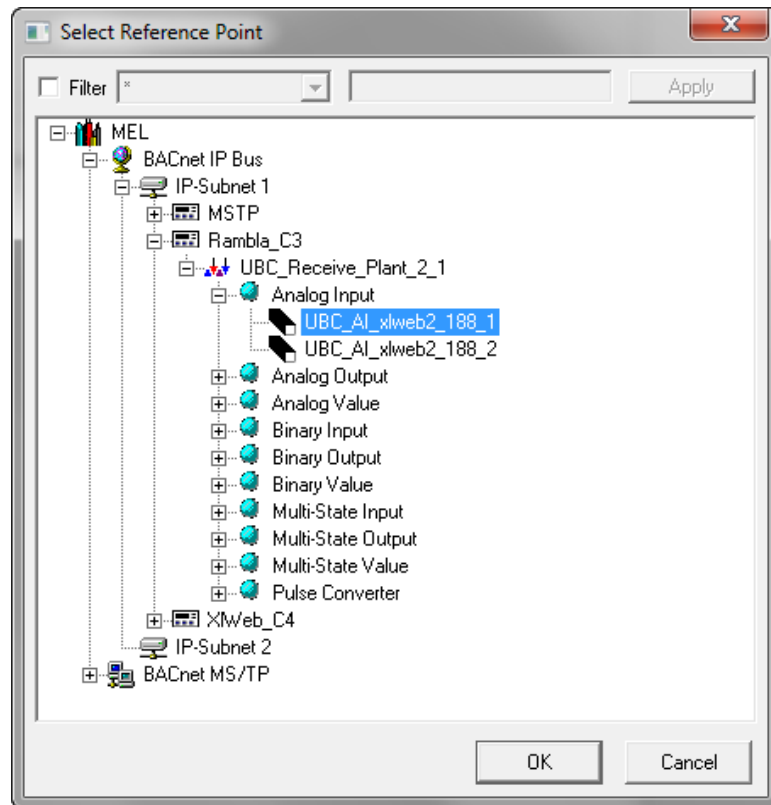 Select Reference Point
Filter * Apply
MEL
BACnet IP Bus
IP-Subnet 1
MSTP
Rambla_C3
UBC_Receive_Plant_2_1
Analog Input
UBC_AI_xlweb2_188_1
UBC_AI_xlweb2_188_2
Analog Output
Analog Value
Binary Input
Binary Output
Binary Value
Multi-State Input
Multi-State Output
Multi-State Value
Pulse Converter
XlWeb_C4
IP-Subnet 2
BACnet MS/TP
OK Cancel